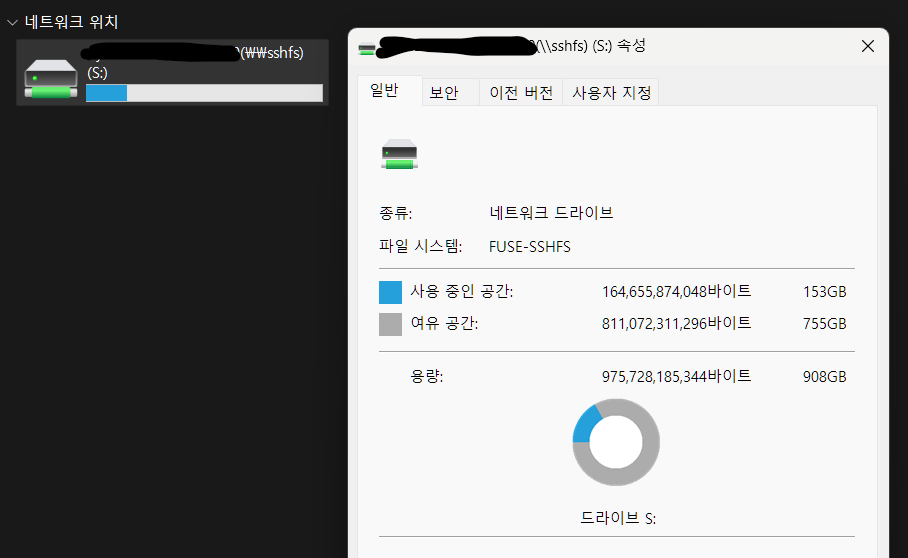 네트워크 위치
(₩₩sshfs)
(S:)
(\\sshfs) (S:) 속성
일반
보안
이전 버전
사용자 지정
종류: 네트워크 드라이브
파일 시스템: FUSE-SSHFS
사용 중인 공간: 164,655,874,048바이트 153GB
여유 공간: 811,072,311,296바이트 755GB
용량: 975,728,185,344바이트 908GB
드라이브 S: